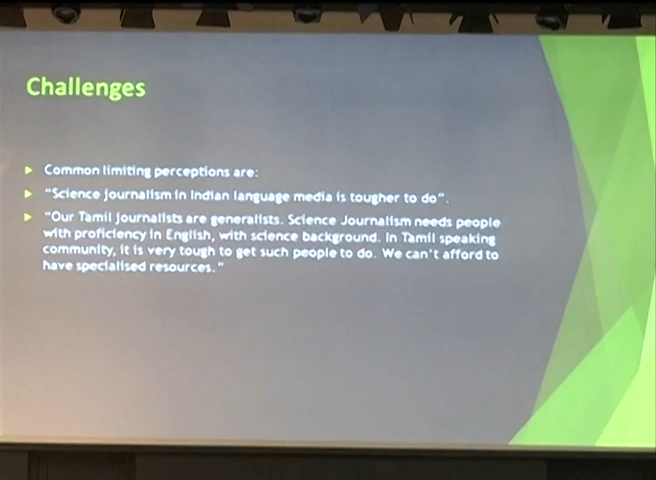 Challenges
Common limiting perceptions are:
"Science journalism in Indian language media is tougher to do".
"Our Tamil journalists are generalists. Science Journalism needs people
with proficiency in English, with science background. In Tamil speaking
community, it is very tough to get such people to do. We can't afford to
have specialised resources."